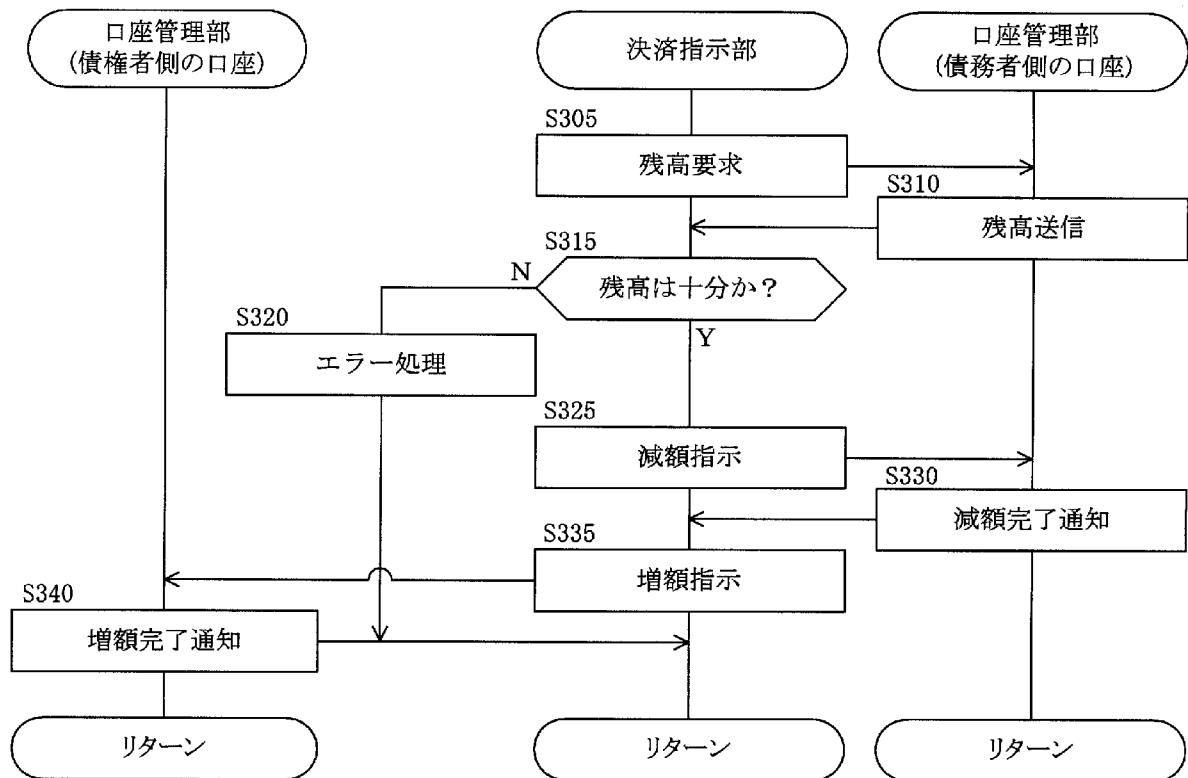 口座管理部
(債権者側の口座)
決済指示部
口座管理部
(債務者側の口座)
S305
残高要求
S310
残高送信
S315
残高は十分か？
N
Y
S320
エラー処理
S325
減額指示
S330
減額完了通知
S335
増額指示
S340
増額完了通知
リターン
リターン
リターン